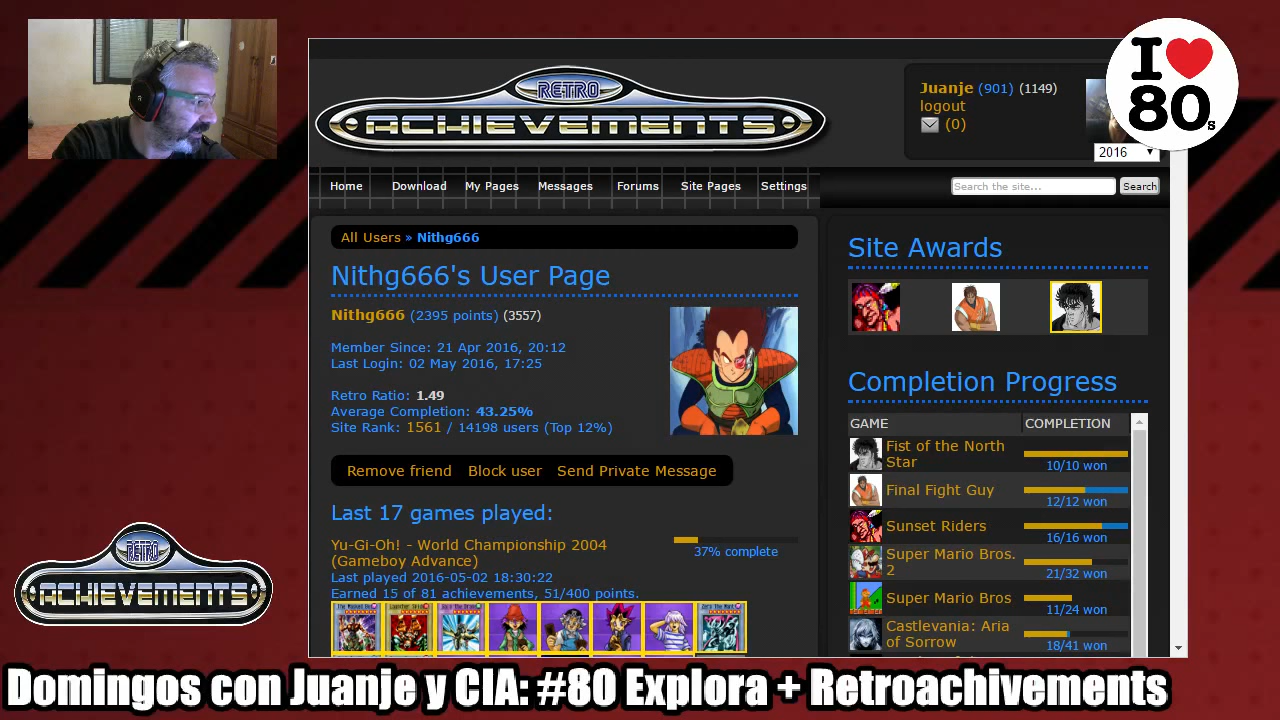 RETRO
ACHIEVEMENTS
Juanje (901) (1149)
logout
(0)
2016
I
80s
Home Download My Pages Messages Forums Site Pages Settings
Search the site...
Search
All Users » Nithg666
Nithg666's User Page
Nithg666 (2395 points) (3557)
Member Since: 21 Apr 2016, 20:12
Last Login: 02 May 2016, 17:25
Retro Ratio: 1.49
Average Completion: 43.25%
Site Rank: 1561 / 14198 users (Top 12%)
Remove friend Block user Send Private Message
Last 17 games played:
Yu-Gi-Oh! - World Championship 2004
(Gameboy Advance)
37% complete
Last played 2016-05-02 18:30:22
Earned 15 of 81 achievements, 51/400 points.
Site Awards
Completion Progress
GAME COMPLETION
Fist of the North
Star
10/10 won
Final Fight Guy
12/12 won
Sunset Riders
16/16 won
Super Mario Bros.
2
21/32 won
Super Mario Bros
11/24 won
Castlevania: Aria
of Sorrow
18/41 won
RETRO
ACHIEVEMENTS
Domingos con Juanje y CIA: #80 Explora + Retroachivements